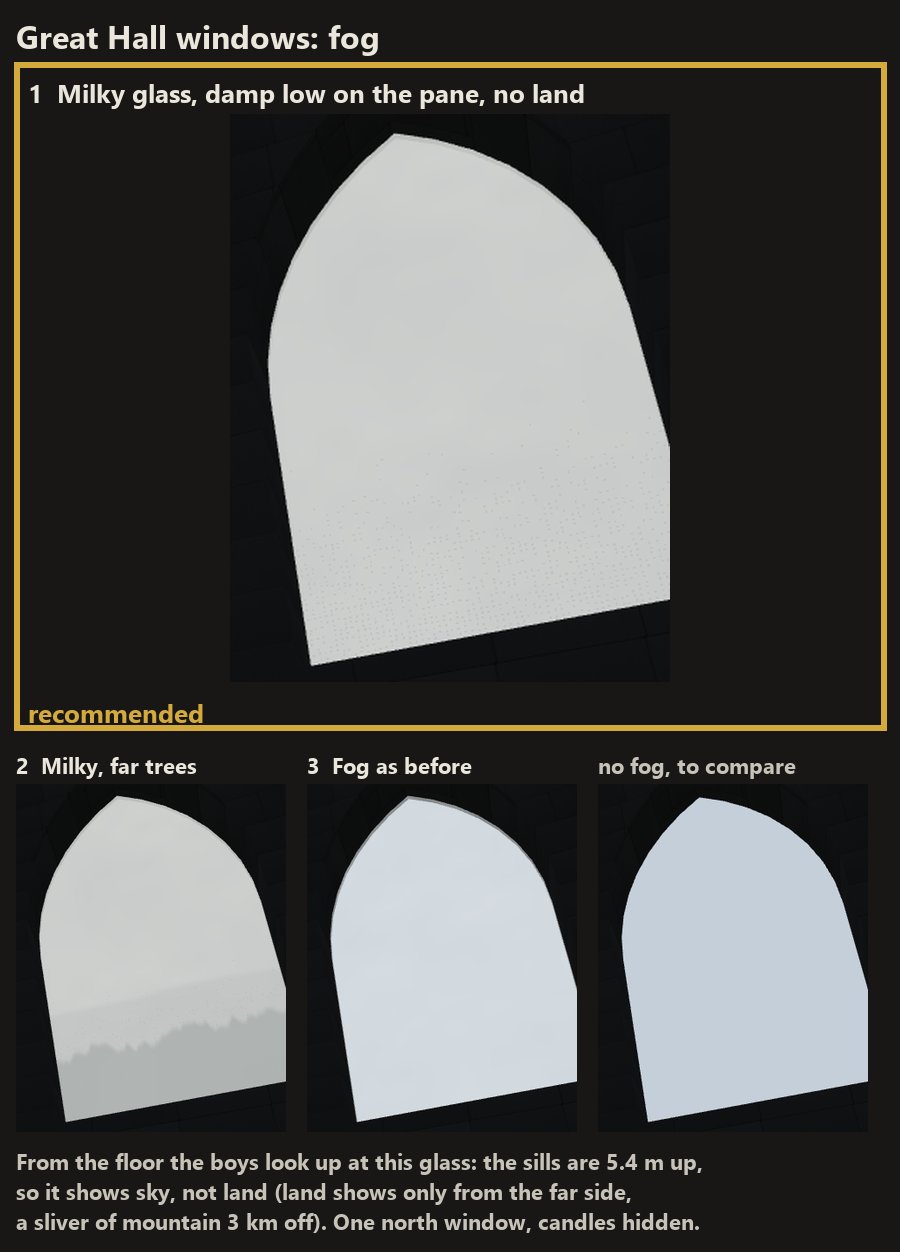 Great Hall windows: fog
1 Milky glass, damp low on the pane, no land
recommended
2 Milky, far trees
3 Fog as before
no fog, to compare
From the floor the boys look up at this glass: the sills are 5.4 m up,
so it shows sky, not land (land shows only from the far side,
a sliver of mountain 3 km off). One north window, candles hidden.